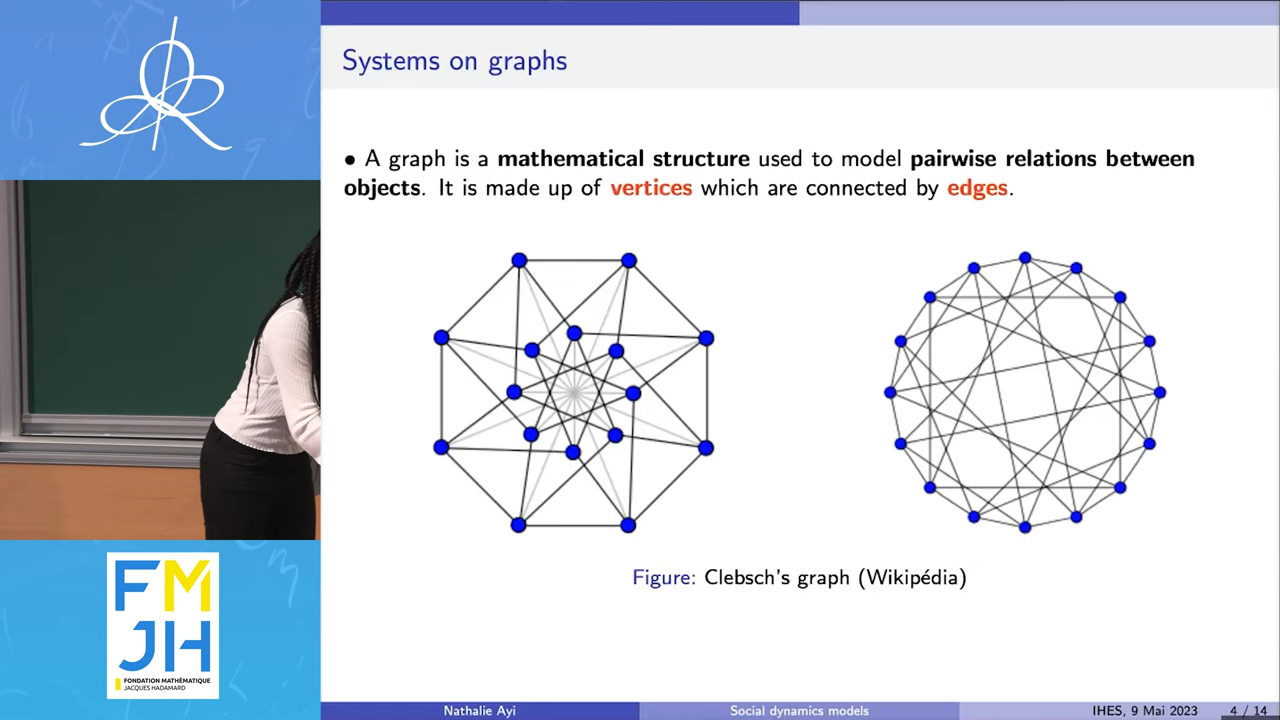 Systems on graphs
• A graph is a mathematical structure used to model pairwise relations between
objects. It is made up of vertices which are connected by edges.
Figure: Clebsch's graph (Wikipédia)
FM
JH
FONDATION MATHÉMATIQUE
JACQUES HADAMARD
Nathalie Ayi
Social dynamics models
IHES, 9 Mai 2023
4 / 14